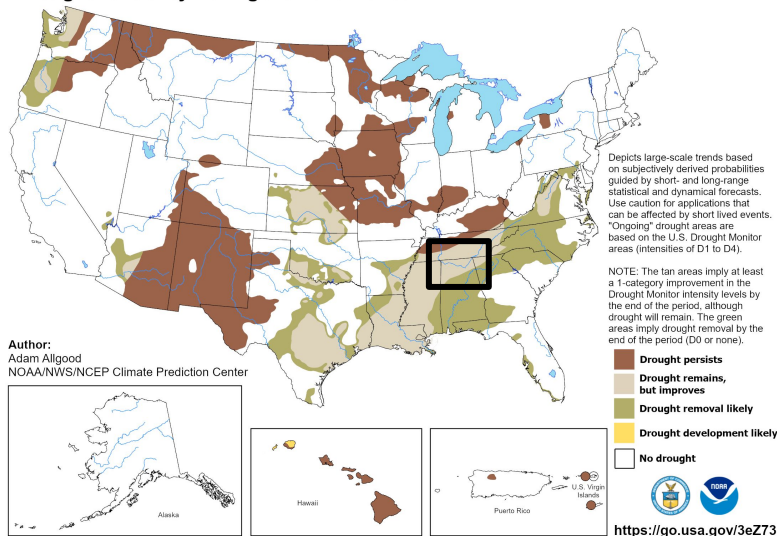 Depicts large-scale trends based
on subjectively derived probabilities
guided by short- and long-range
statistical and dynamical forecasts.
Use caution for applications that
can be affected by short lived events.
"Ongoing" drought areas are
based on the U.S. Drought Monitor
areas (intensities of D1 to D4).
NOTE: The tan areas imply at least
a 1-category improvement in the
Drought Monitor intensity levels by
the end of the period, although
drought will remain. The green
areas imply drought removal by the
end of the period (D0 or none).
Author:
Adam Allgood
NOAA/NWS/NCEP Climate Prediction Center
Drought persists
Drought remains,
but improves
Drought removal likely
Drought development likely
No drought
Alaska
Hawaii
Puerto Rico
U.S. Virgin
Islands
NOAA
https://go.usa.gov/3eZ73